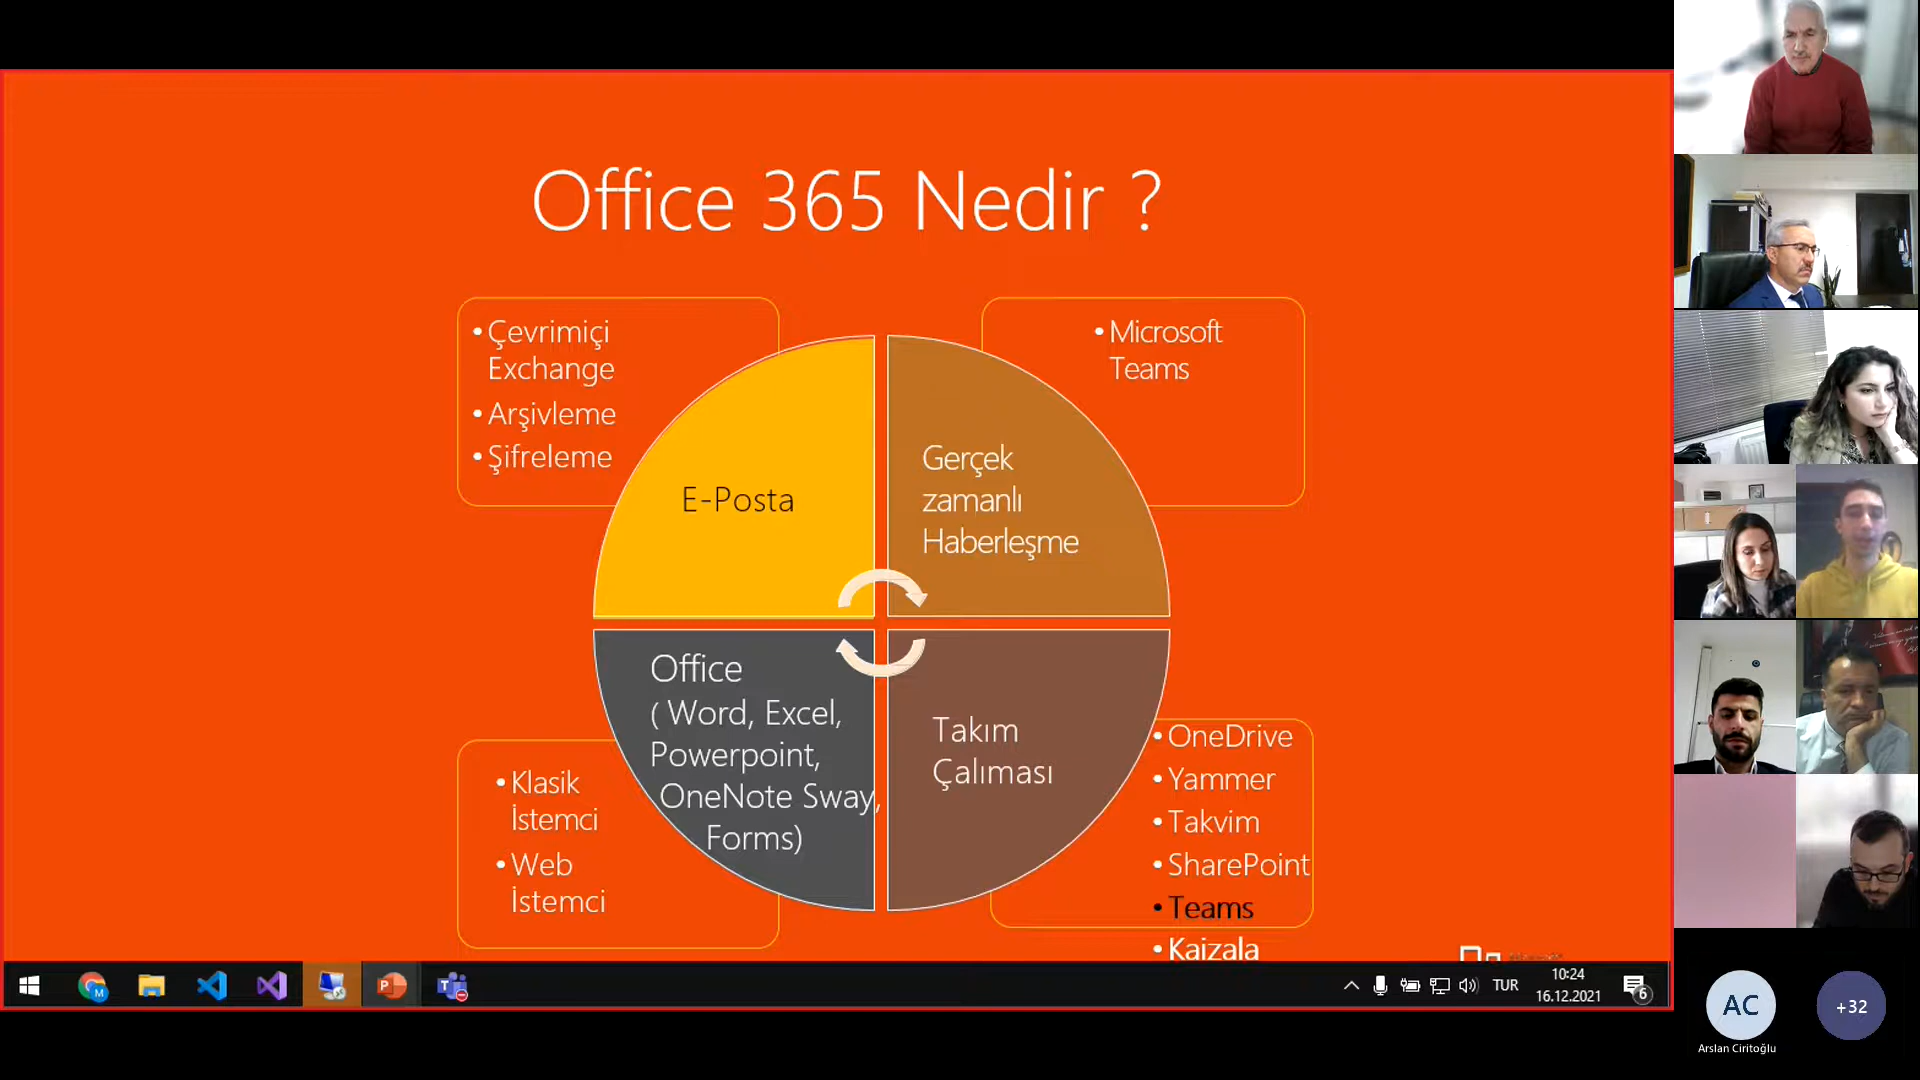 Office 365 Nedir ?
• Çevrimiçi
Exchange
• Arşivleme
• Şifreleme
E-Posta
• Microsoft
Teams
Gerçek
zamanlı
Haberleşme
Office
( Word, Excel,
Powerpoint,
OneNote Sway,
Forms)
• Klasik
İstemci
• Web
İstemci
Takım
Çalıması
• OneDrive
• Yammer
• Takvim
• SharePoint
• Teams
• Kaizala
TUR
10:24
16.12.2021
6
AC
Arslan Ciritoğlu
+32